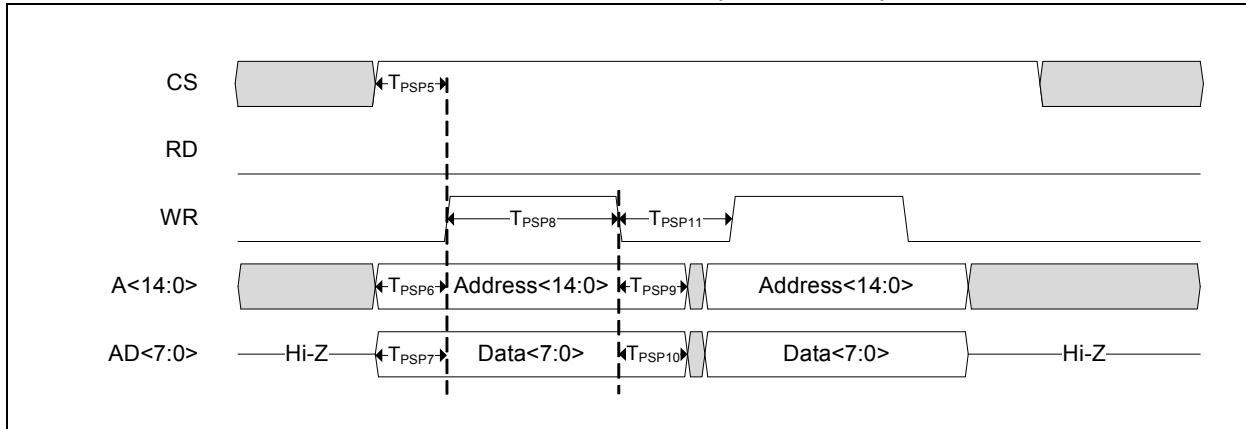 CS TPSP5
RD
WR TPSP8 TPSP11
A<14:0> TPSP6 Address<14:0> TPSP9 Address<14:0>
AD<7:0> Hi-Z TPSP7 Data<7:0> TPSP10 Data<7:0> Hi-Z